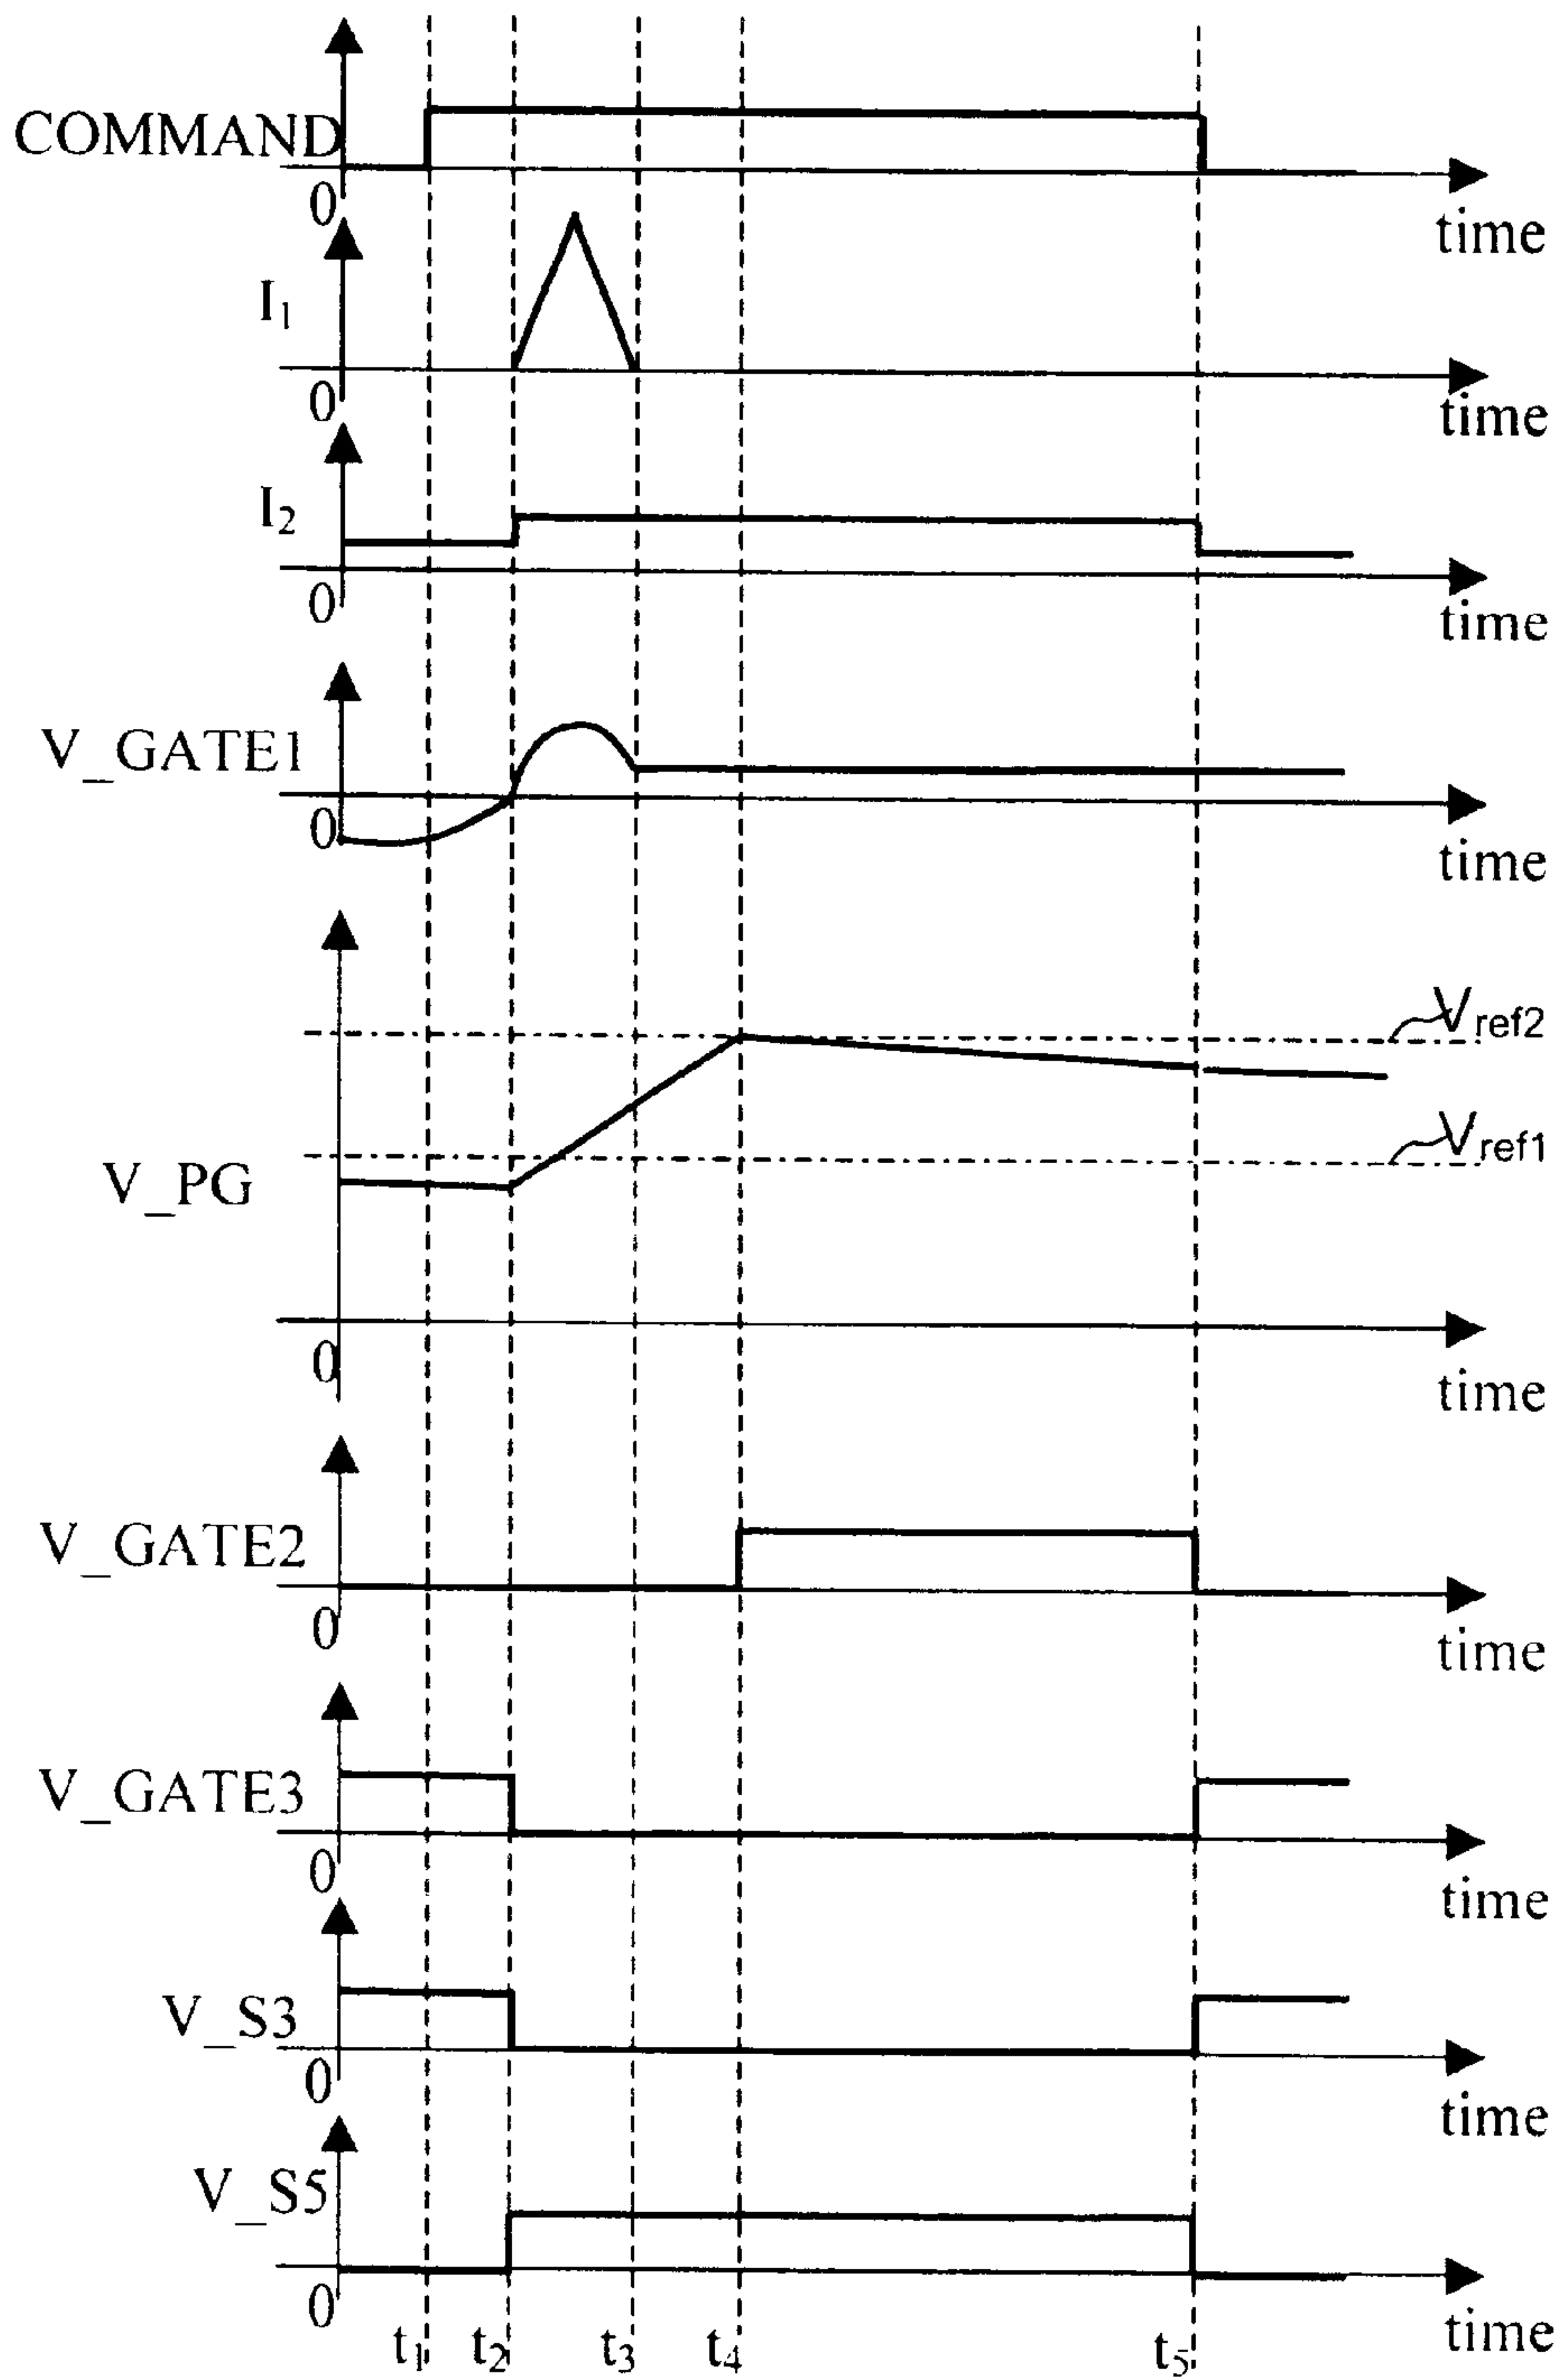 COMMAND
0
time
I₁
0
time
I₂
0
time
V_GATE1
0
time
Vref2
Vref1
V_PG
0
time
V_GATE2
0
time
V_GATE3
0
time
V_S3
0
time
V_S5
0
time
t₁ t₂ t₃ t₄ t₅